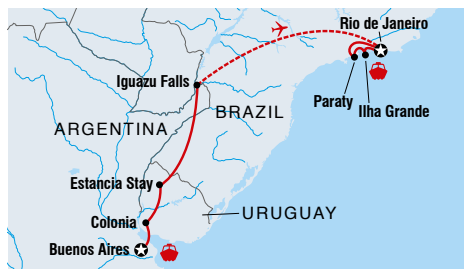 Rio de Janeiro
Iguazu Falls
Paraty
Ilha Grande
BRAZIL
ARGENTINA
Estancia Stay
URUGUAY
Colonia
Buenos Aires